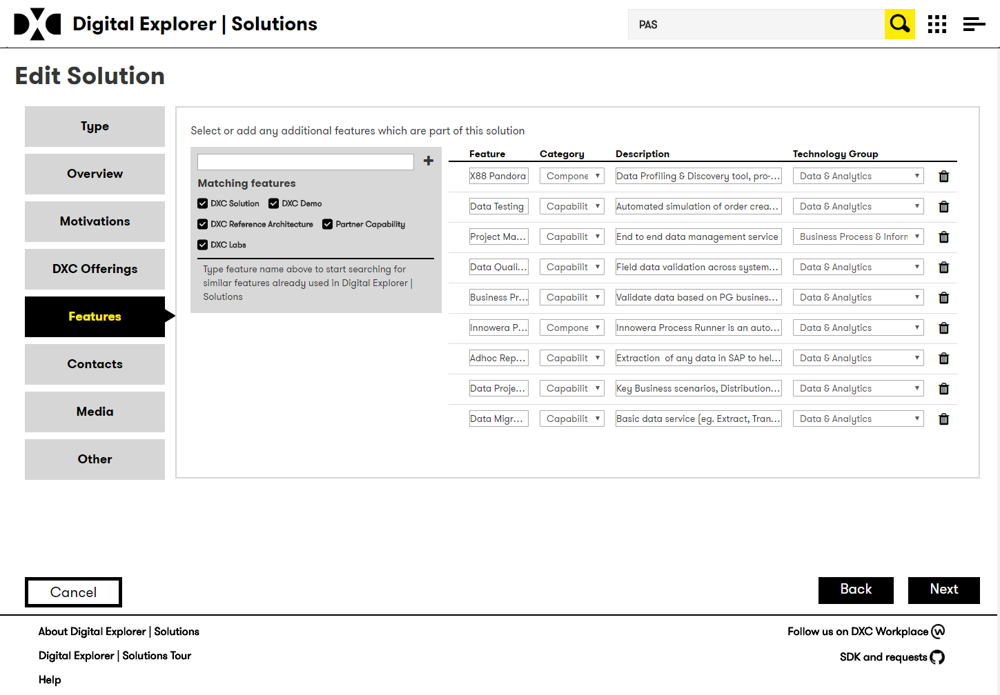 DXC Digital Explorer | Solutions
PAS
Edit Solution
Type
Overview
Motivations
DXC Offerings
Features
Contacts
Media
Other
Select or add any additional features which are part of this solution
Matching features
DXC Solution DXC Demo
DXC Reference Architecture Partner Capability
DXC Labs
Type feature name above to start searching for
similar features already used in Digital Explorer |
Solutions
Feature Category Description Technology Group
X88 Pandora Compone Data Profiling & Discovery tool, pro-... Data & Analytics
Data Testing Capabilit Automated simulation of order crea... Data & Analytics
Project Ma... Capabilit End to end data management service Business Process & Inforn
Data Quali... Capabilit Field data validation across system... Data & Analytics
Business Pr... Capabilit Validate data based on PG busines... Data & Analytics
Innowera P... Compone Innowera Process Runner is an auto... Data & Analytics
Adhoc Rep... Capabilit Extraction of any data in SAP to hel... Data & Analytics
Data Proje... Capabilit Key Business scenarios, Distribution... Data & Analytics
Data Migr... Capabilit Basic data service (eg. Extract, Tran... Data & Analytics
Cancel
Back
Next
About Digital Explorer | Solutions
Digital Explorer | Solutions Tour
Help
Follow us on DXC Workplace
SDK and requests